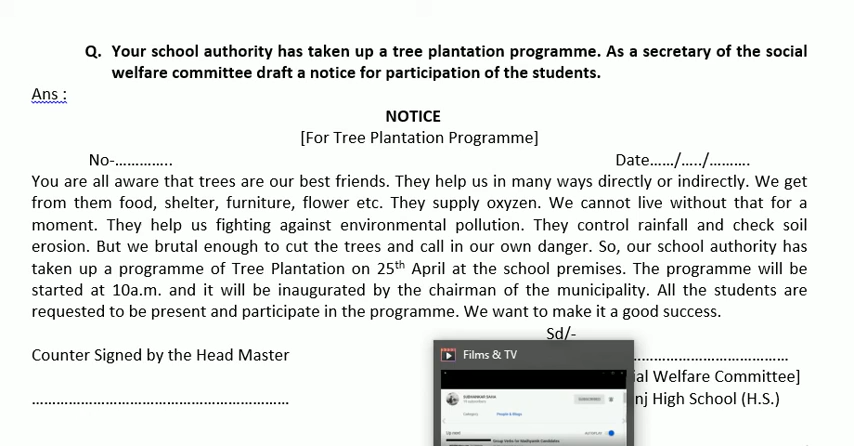 Q. Your school authority has taken up a tree plantation programme. As a secretary of the social
welfare committee draft a notice for participation of the students.
Ans :
NOTICE
[For Tree Plantation Programme]
No-............. Date....../...../..........
You are all aware that trees are our best friends. They help us in many ways directly or indirectly. We get
from them food, shelter, furniture, flower etc. They supply oxyzen. We cannot live without that for a
moment. They help us fighting against environmental pollution. They control rainfall and check soil
erosion. But we brutal enough to cut the trees and call in our own danger. So, our school authority has
taken up a programme of Tree Plantation on 25th April at the school premises. The programme will be
started at 10a.m. and it will be inaugurated by the chairman of the municipality. All the students are
requested to be present and participate in the programme. We want to make it a good success.
Sd/-
Counter Signed by the Head Master
Films & TV
ial Welfare Committee]
nj High School (H.S.)
SUBSCRIBED
Category People & Blogs
Up next AUTOPLAY